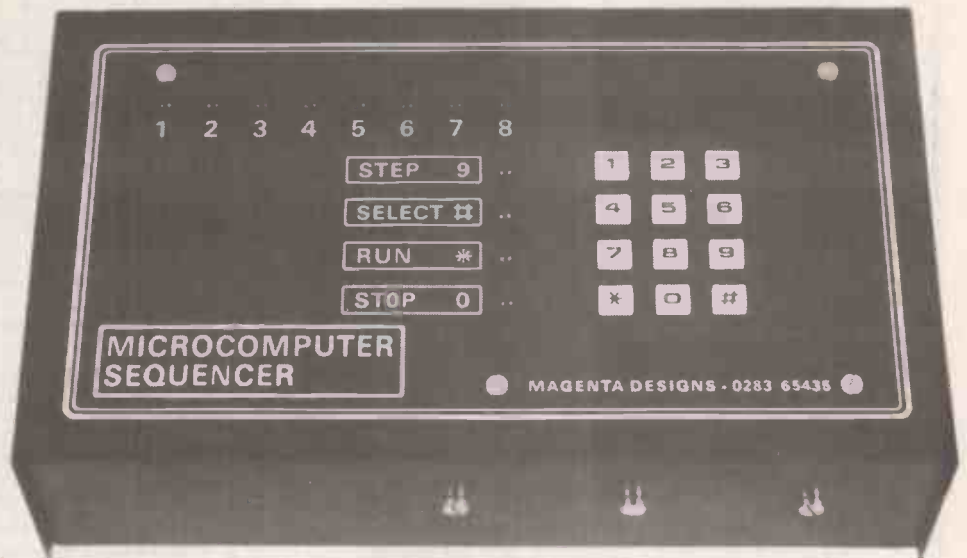 1 2 3 4 5 6 7 8
STEP 9
SELECT #
RUN *
STOP 0
1 2 3
4 5 6
7 8 9
* 0 #
MICROCOMPUTER
SEQUENCER
MAGENTA DESIGNS - 0283 65435